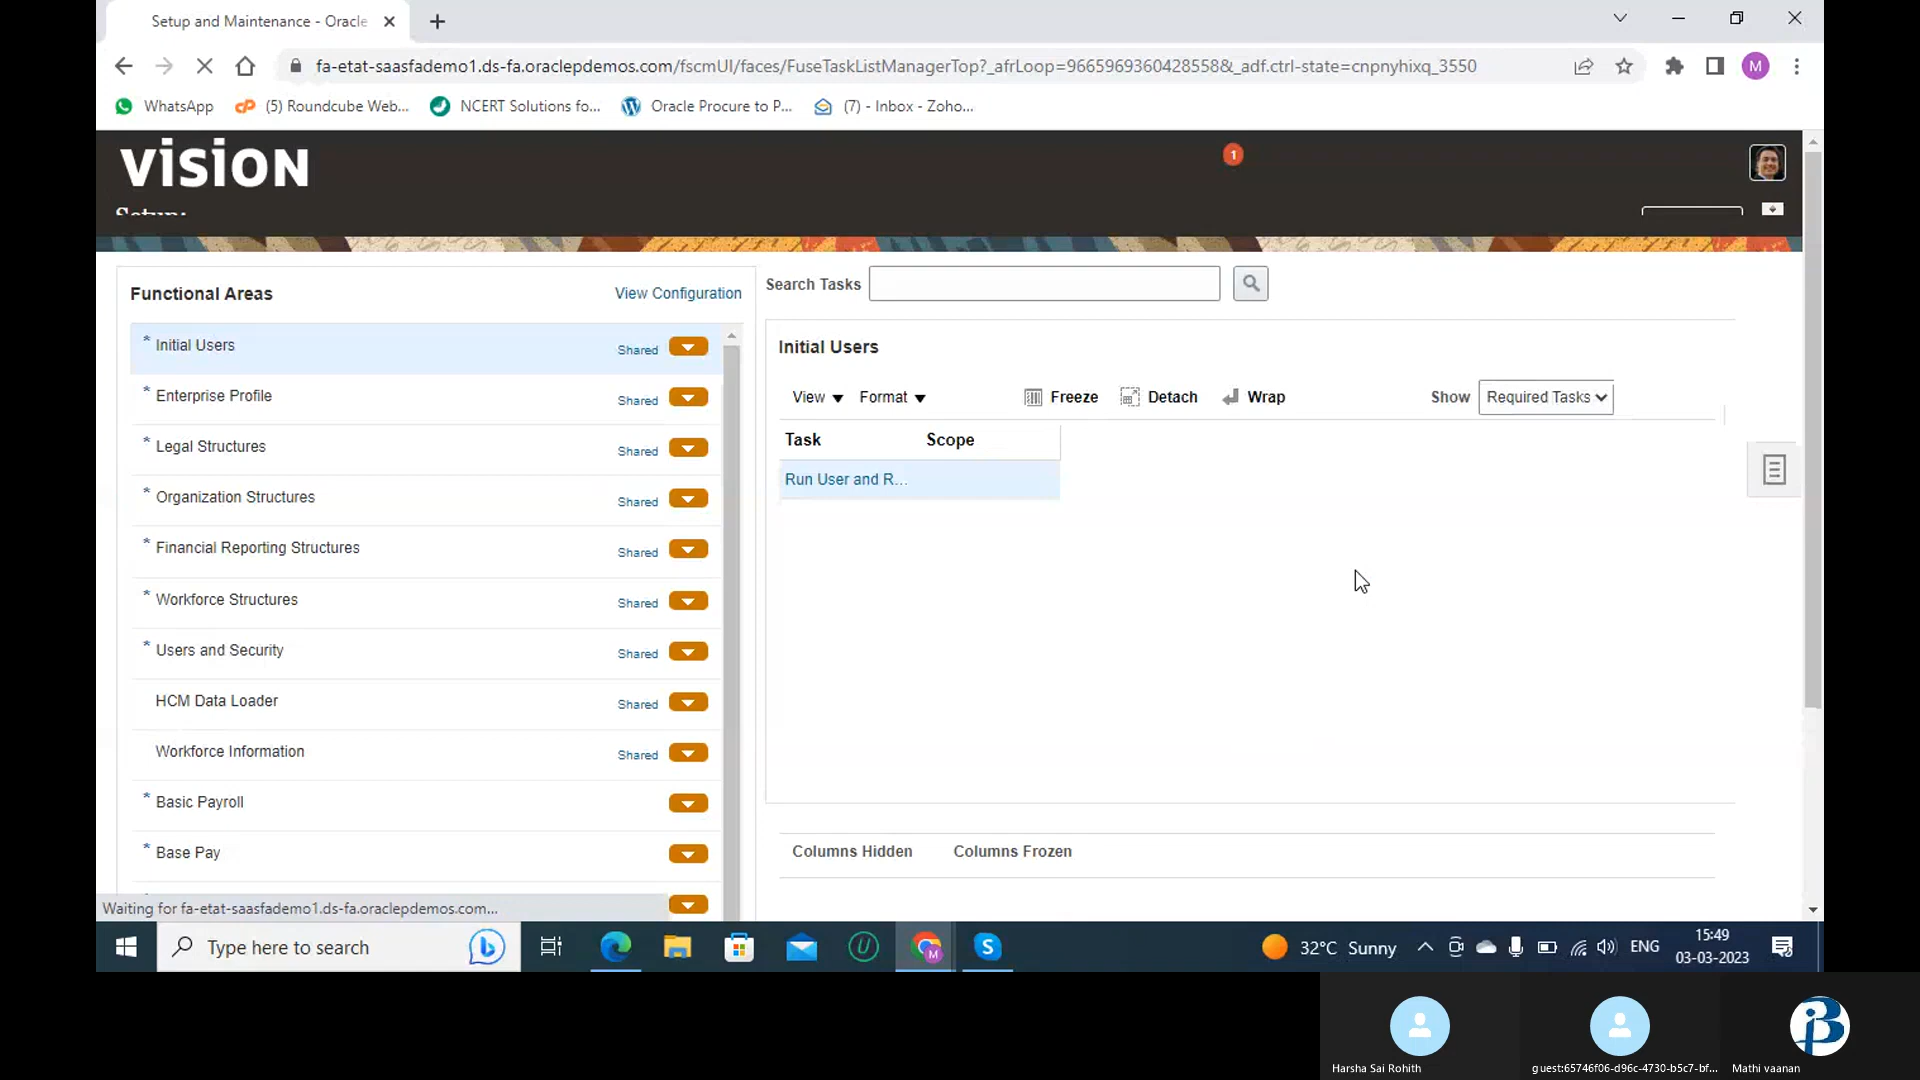 Setup and Maintenance - Oracle
fa-etat-saasfademo1.ds-fa.oraclepdemos.com/fscmUI/faces/FuseTaskListManagerTop?_afrLoop=9665969360428558&_adf.ctrl-state=cnpnyhixq_3550
M
WhatsApp
(5) Roundcube Web...
NCERT Solutions fo...
Oracle Procure to P...
(7) - Inbox - Zoho...
VISION
1
Setup:
Functional Areas
View Configuration
* Initial Users Shared
* Enterprise Profile Shared
* Legal Structures Shared
* Organization Structures Shared
* Financial Reporting Structures Shared
* Workforce Structures Shared
* Users and Security Shared
HCM Data Loader Shared
Workforce Information Shared
* Basic Payroll
* Base Pay
Search Tasks
Initial Users
View Format Freeze Detach Wrap Show Required Tasks
Task Scope
Run User and R...
Columns Hidden Columns Frozen
Waiting for fa-etat-saasfademo1.ds-fa.oraclepdemos.com...
Type here to search
32°C Sunny
ENG
15:49
03-03-2023
Harsha Sai Rohith
guest:65746f06-d96c-4730-b5c7-bf...
Mathi vaanan